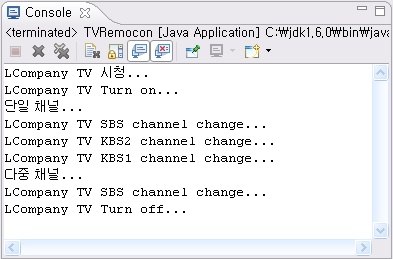 Console
<terminated> TVRemocon [Java Application] C:\jdk1,6,0\bin\java
LCompany TV 시청...
LCompany TV Turn on...
단일 채널...
LCompany TV SBS channel change...
LCompany TV KBS2 channel change...
LCompany TV KBS1 channel change...
다중 채널...
LCompany TV SBS channel change...
LCompany TV Turn off...